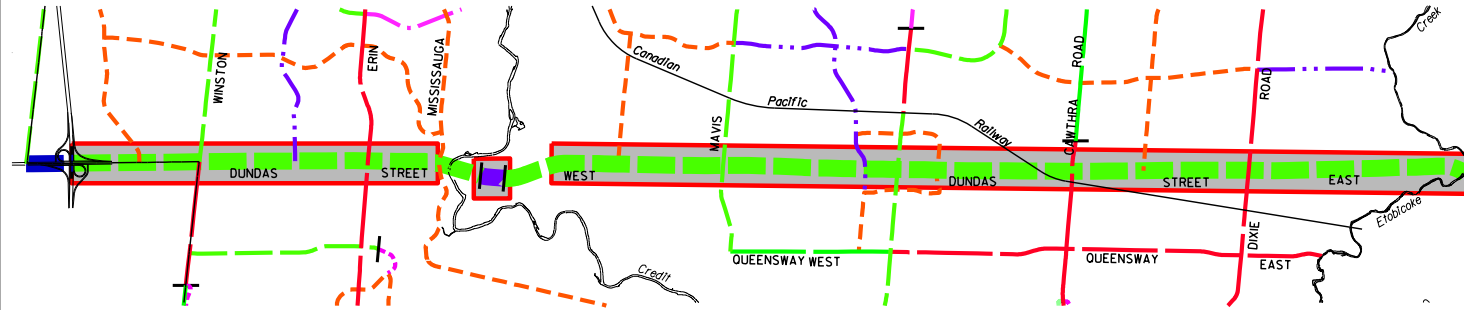 WINSTON
ERIN
MISSISSAUGA
DUNDAS
STREET
Canadian
Pacific
Railway
MAVIS
WEST
CAWTHRA
ROAD
ROAD
Creek
DUNDAS
STREET
EAST
Etobicoke
DIXIE
QUEENSWAY WEST
QUEENSWAY
EAST
Credit